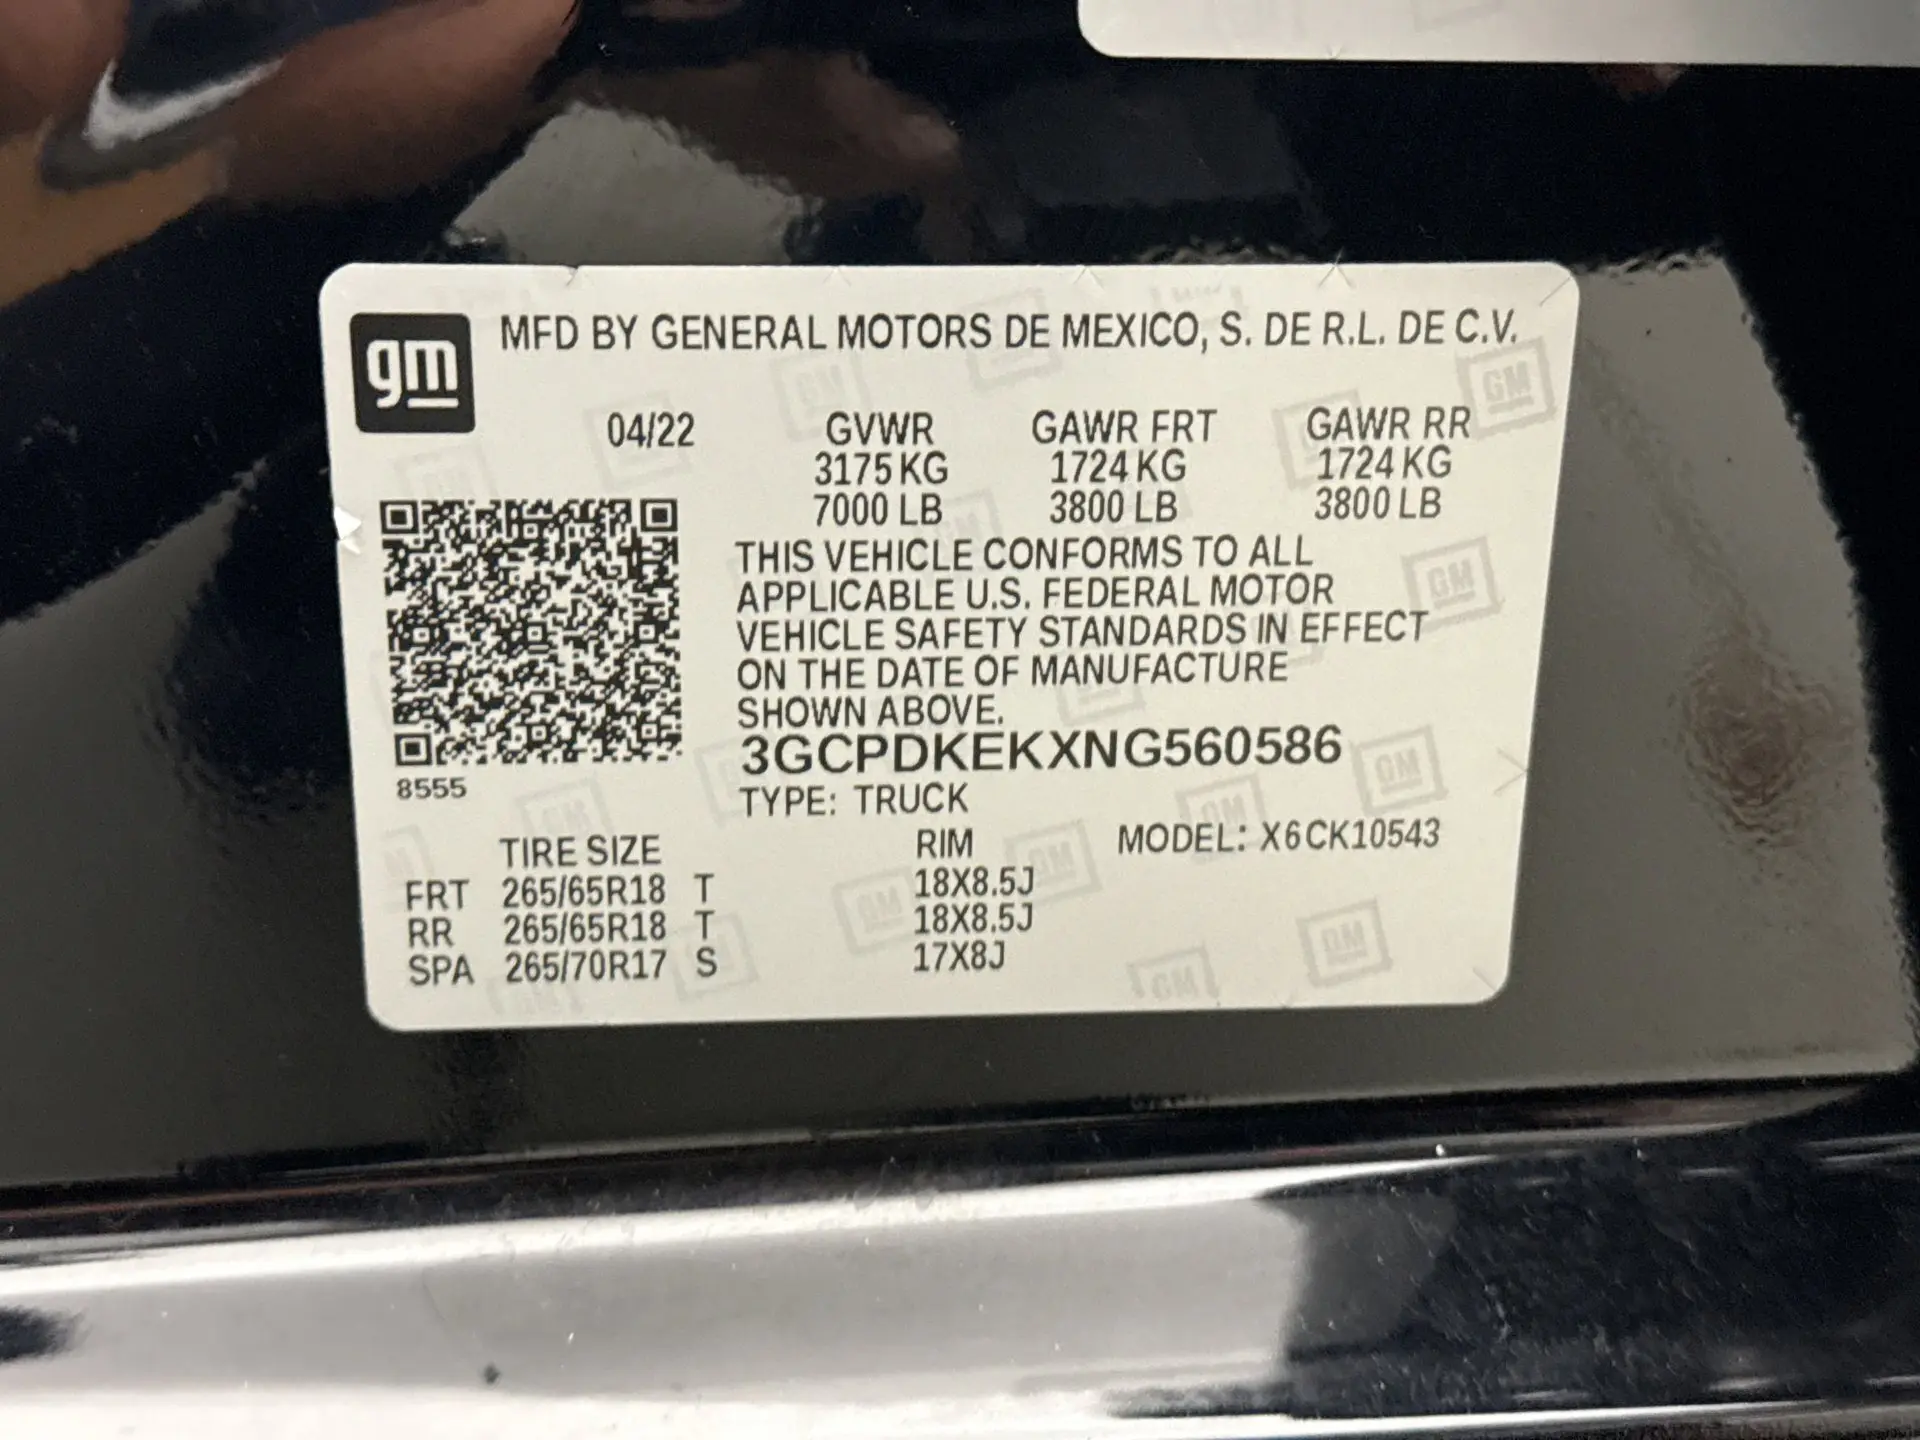 gm
MFD BY GENERAL MOTORS DE MEXICO, S. DE R.L. DE C.V.
04/22 GVWR GAWR FRT GAWR RR
3175 KG 1724 KG 1724 KG
7000 LB 3800 LB 3800 LB
THIS VEHICLE CONFORMS TO ALL
APPLICABLE U.S. FEDERAL MOTOR
VEHICLE SAFETY STANDARDS IN EFFECT
ON THE DATE OF MANUFACTURE
SHOWN ABOVE.
3GCPDKEKXNG560586
8555
TYPE: TRUCK
TIRE SIZE RIM MODEL: X6CK10543
FRT 265/65R18 T 18X8.5J
RR 265/65R18 T 18X8.5J
SPA 265/70R17 S 17X8J